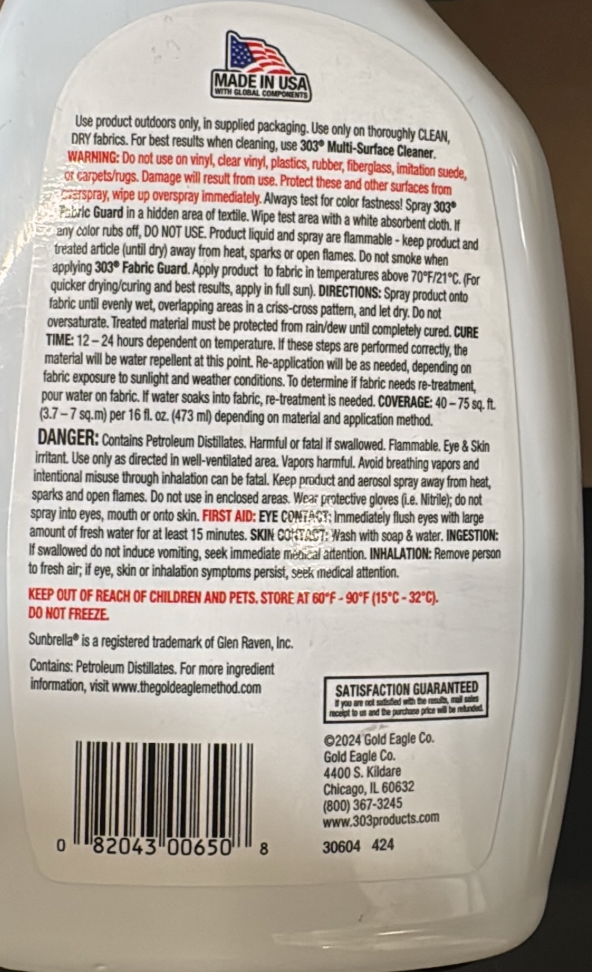 MADE IN USA
WITH GLOBAL COMPONENTS
Use product outdoors only, in supplied packaging. Use only on thoroughly CLEAN,
DRY fabrics. For best results when cleaning, use 303® Multi-Surface Cleaner.
WARNING: Do not use on vinyl, clear vinyl, plastics, rubber, fiberglass, imitation suede,
or carpets/rugs. Damage will result from use. Protect these and other surfaces from
overspray, wipe up overspray immediately. Always test for color fastness! Spray 303®
Fabric Guard in a hidden area of textile. Wipe test area with a white absorbent cloth. If
any color rubs off, DO NOT USE. Product liquid and spray are flammable - keep product and
treated article (until dry) away from heat, sparks or open flames. Do not smoke when
applying 303® Fabric Guard. Apply product to fabric in temperatures above 70°F/21°C. (For
quicker drying/curing and best results, apply in full sun). DIRECTIONS: Spray product onto
fabric until evenly wet, overlapping areas in a criss-cross pattern, and let dry. Do not
oversaturate. Treated material must be protected from rain/dew until completely cured. CURE
TIME: 12 – 24 hours dependent on temperature. If these steps are performed correctly, the
material will be water repellent at this point. Re-application will be as needed, depending on
fabric exposure to sunlight and weather conditions. To determine if fabric needs re-treatment,
pour water on fabric. If water soaks into fabric, re-treatment is needed. COVERAGE: 40 – 75 sq. ft.
(3.7 – 7 sq.m) per 16 fl. oz. (473 ml) depending on material and application method.
DANGER: Contains Petroleum Distillates. Harmful or fatal if swallowed. Flammable. Eye & Skin
irritant. Use only as directed in well-ventilated area. Vapors harmful. Avoid breathing vapors and
intentional misuse through inhalation can be fatal. Keep product and aerosol spray away from heat,
sparks and open flames. Do not use in enclosed areas. Wear protective gloves (i.e. Nitrile); do not
spray into eyes, mouth or onto skin. FIRST AID: EYE CONTACT: Immediately flush eyes with large
amount of fresh water for at least 15 minutes. SKIN CONTACT: Wash with soap & water. INGESTION:
If swallowed do not induce vomiting, seek immediate medical attention. INHALATION: Remove person
to fresh air; if eye, skin or inhalation symptoms persist, seek medical attention.
KEEP OUT OF REACH OF CHILDREN AND PETS. STORE AT 60°F - 90°F (15°C - 32°C).
DO NOT FREEZE.
Sunbrella® is a registered trademark of Glen Raven, Inc.
Contains: Petroleum Distillates. For more ingredient
information, visit www.thegoldeaglemethod.com
SATISFACTION GUARANTEED
If you are not satisfied with the results, mail sales
receipt to us and the purchase price will be refunded.
©2024 Gold Eagle Co.
Gold Eagle Co.
4400 S. Kildare
Chicago, IL 60632
(800) 367-3245
www.303products.com
30604 424
0 82043 00650 8